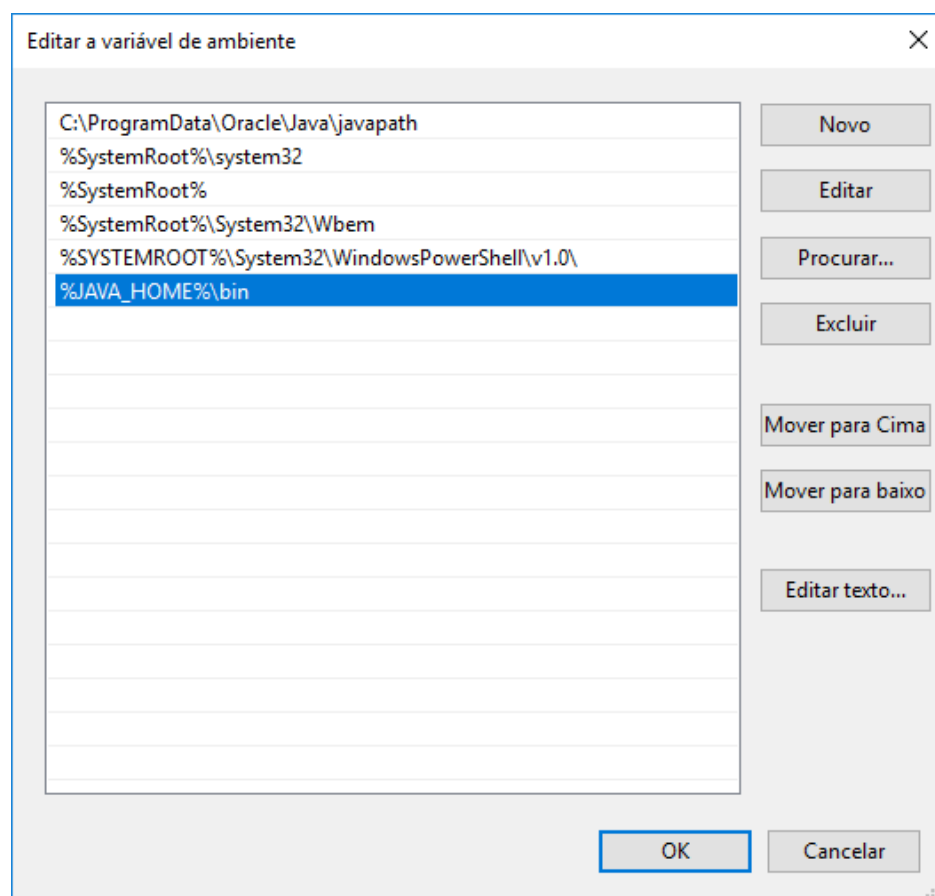 Editar a variável de ambiente
C:\ProgramData\Oracle\Java\javapath
%SystemRoot%\system32
%SystemRoot%
%SystemRoot%\System32\Wbem
%SYSTEMROOT%\System32\WindowsPowerShell\v1.0\
%JAVA_HOME%\bin
Novo
Editar
Procurar...
Excluir
Mover para Cima
Mover para baixo
Editar texto...
OK
Cancelar